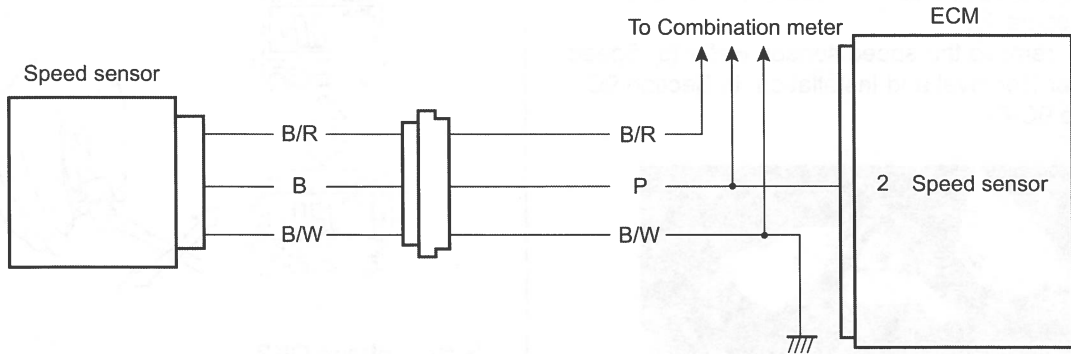 ECM
To Combination meter
Speed sensor
B/R B/R
B P 2 Speed sensor
B/W B/W